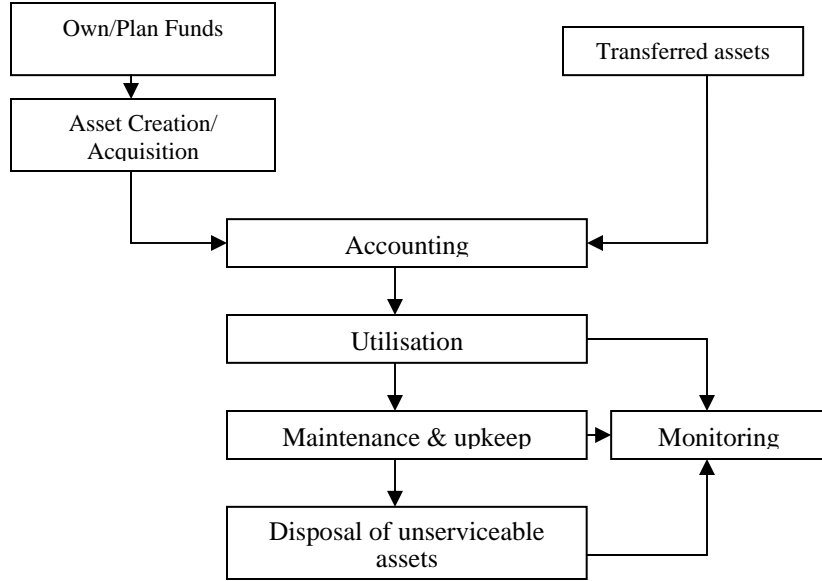 Own/Plan Funds
Transferred assets
Asset Creation/
Acquisition
Accounting
Utilisation
Maintenance & upkeep
Monitoring
Disposal of unserviceable
assets